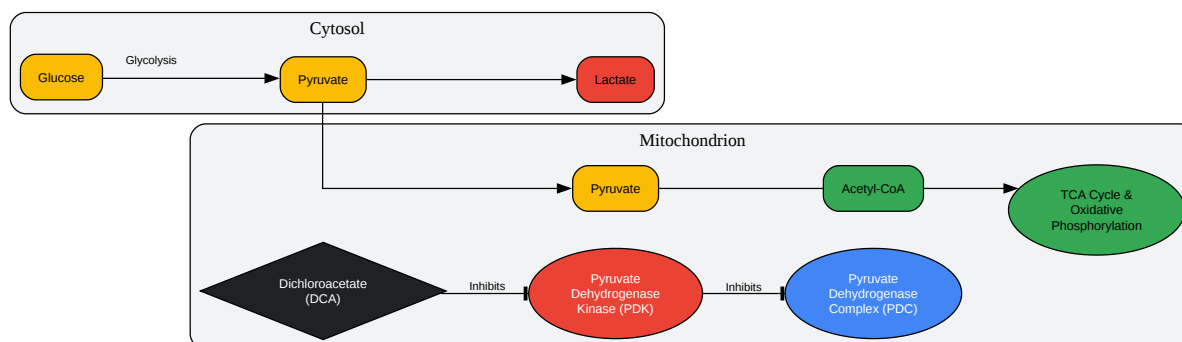 Cytosol
Glucose
Glycolysis
Pyruvate
Lactate
Mitochondrion
Pyruvate
Acetyl-CoA
TCA Cycle &
Oxidative
Phosphorylation
Dichloroacetate
(DCA)
Inhibits
Pyruvate
Dehydrogenase
Kinase (PDK)
Inhibits
Pyruvate
Dehydrogenase
Complex (PDC)